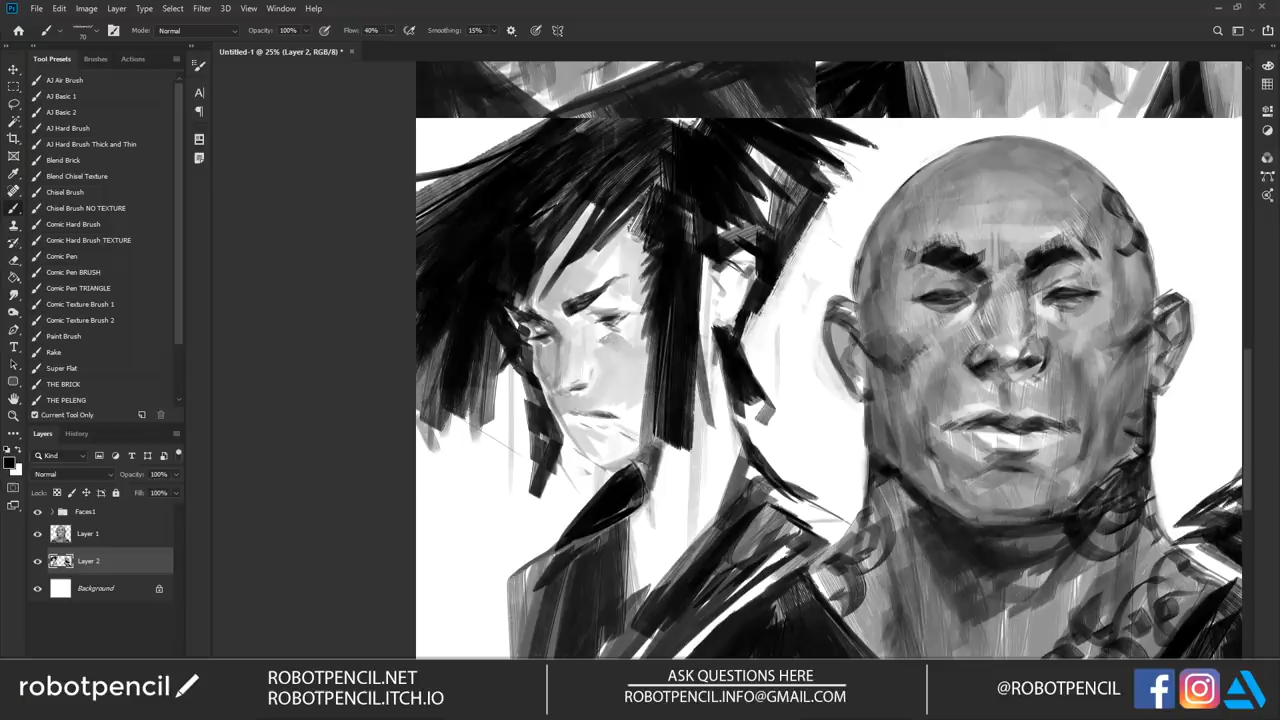 File Edit Image Layer Type Select Filter 3D View Window Help
70 Mode: Normal Opacity: 100% Flow: 40% Smoothing: 15%
Untitled-1 @ 25% (Layer 2, RGB/8) *
Tool Presets Brushes Actions
AJ Air Brush
AJ Basic 1
AJ Basic 2
AJ Hard Brush
AJ Hard Brush Thick and Thin
Blend Brick
Blend Chisel Texture
Chisel Brush
Chisel Brush NO TEXTURE
Comic Hard Brush
Comic Hard Brush TEXTURE
Comic Pen
Comic Pen BRUSH
Comic Pen TRIANGLE
Comic Texture Brush 1
Comic Texture Brush 2
Paint Brush
Rake
Super Flat
THE BRICK
THE PELENG
Current Tool Only
Layers History
Kind
Normal Opacity: 100%
Lock: Fill: 100%
Faces1
Layer 1
Layer 2
Background
robotpencil
ROBOTPENCIL.NET
ROBOTPENCIL.ITCH.IO
ASK QUESTIONS HERE
ROBOTPENCIL.INFO@GMAIL.COM
@ROBOTPENCIL